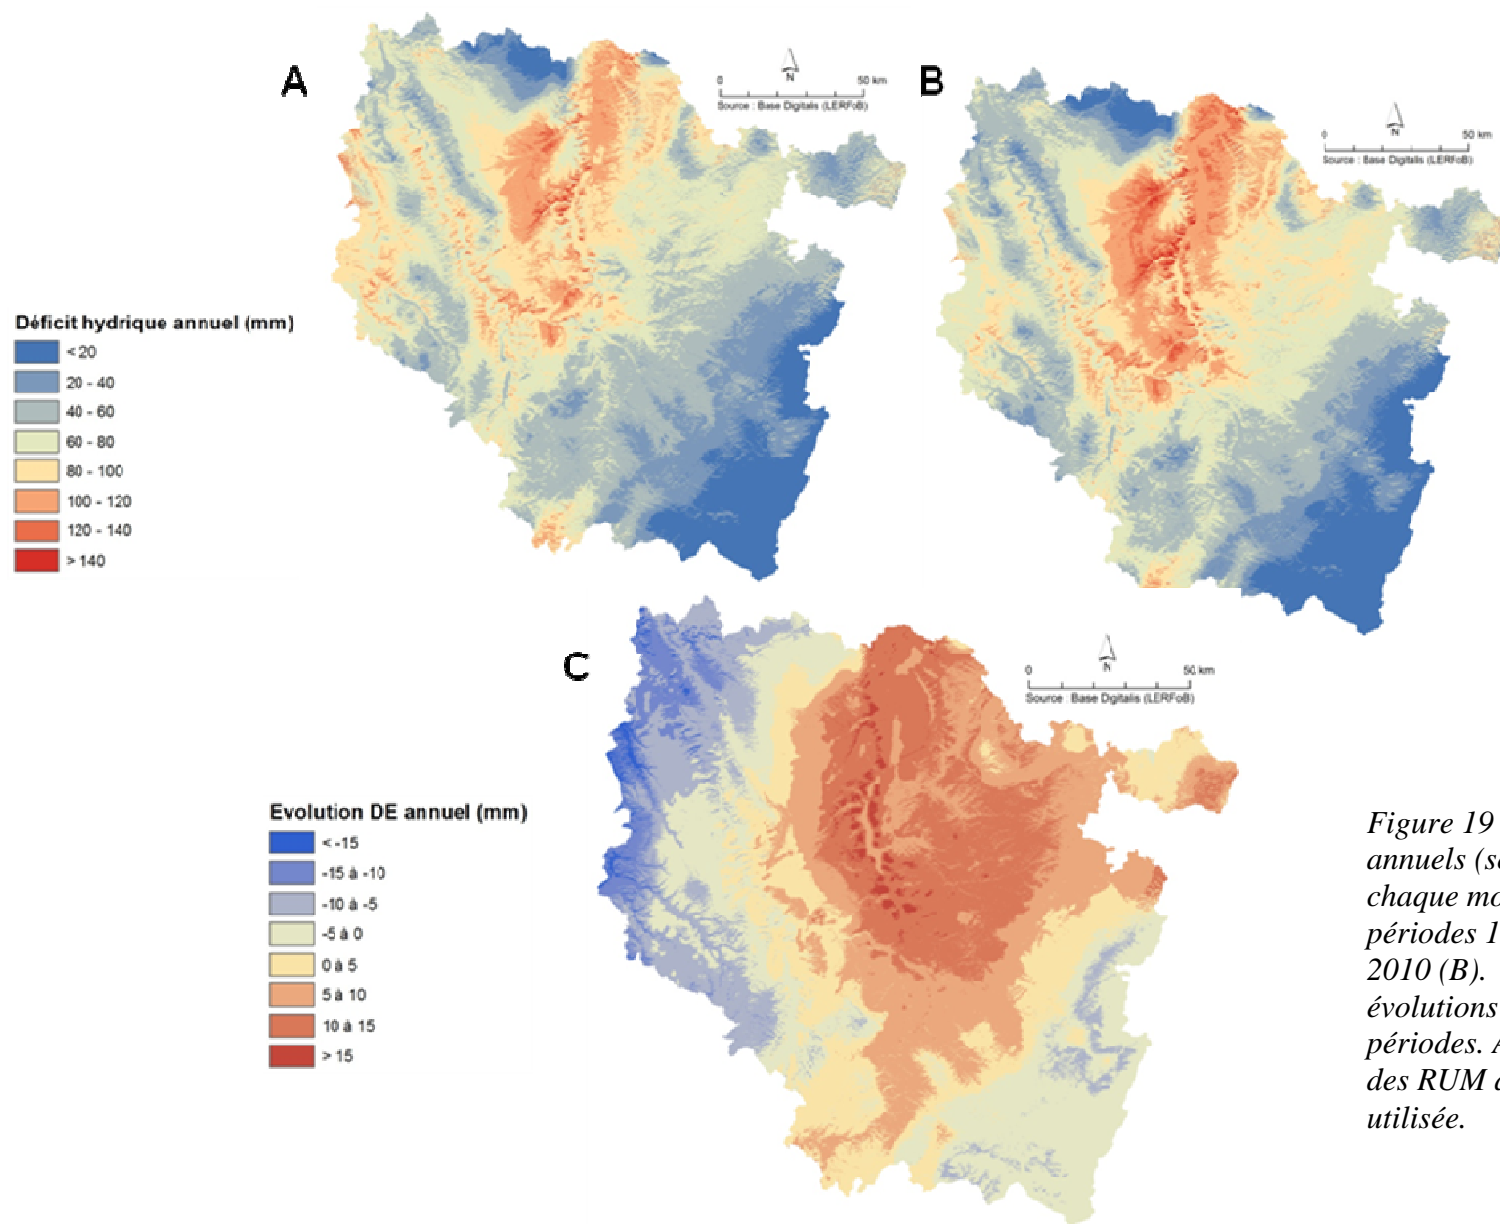 A
N
0 50 km
Source : Base Digitalis (LERFoB)
B
N
0 50 km
Source : Base Digitalis (LERFoB)
Déficit hydrique annuel (mm)
< 20
20 - 40
40 - 60
60 - 80
80 - 100
100 - 120
120 - 140
> 140
C
N
0 50 km
Source : Base Dgitalis (LERFoB)
Evolution DE annuel (mm)
< -15
-15 à -10
-10 à -5
-5 à 0
0 à 5
5 à 10
10 à 15
> 15
Figure 19
annuels (s
chaque mo
périodes 1
2010 (B).
évolutions
périodes. A
des RUM
utilisée.